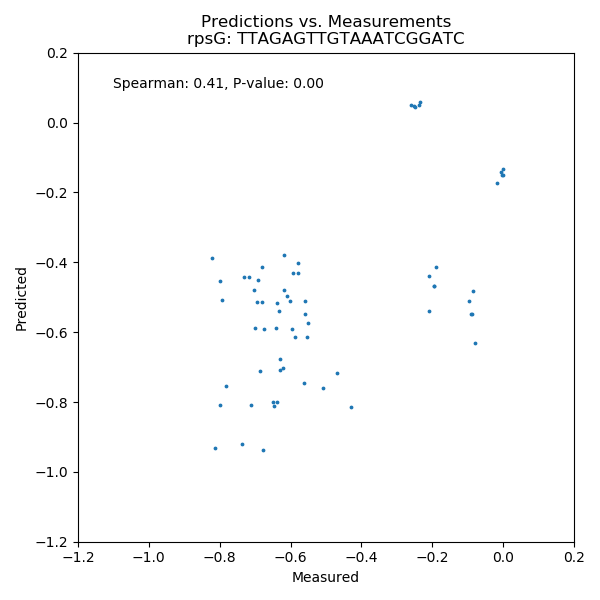 Predictions vs. Measurements
rpsG: TTAGAGTTGTAAATCGGATC
Spearman: 0.41, P-value: 0.00
0.2
0.0
−0.2
−0.4
−0.6
−0.8
−1.0
−1.2
Predicted
−1.2 −1.0 −0.8 −0.6 −0.4 −0.2 0.0 0.2
Measured